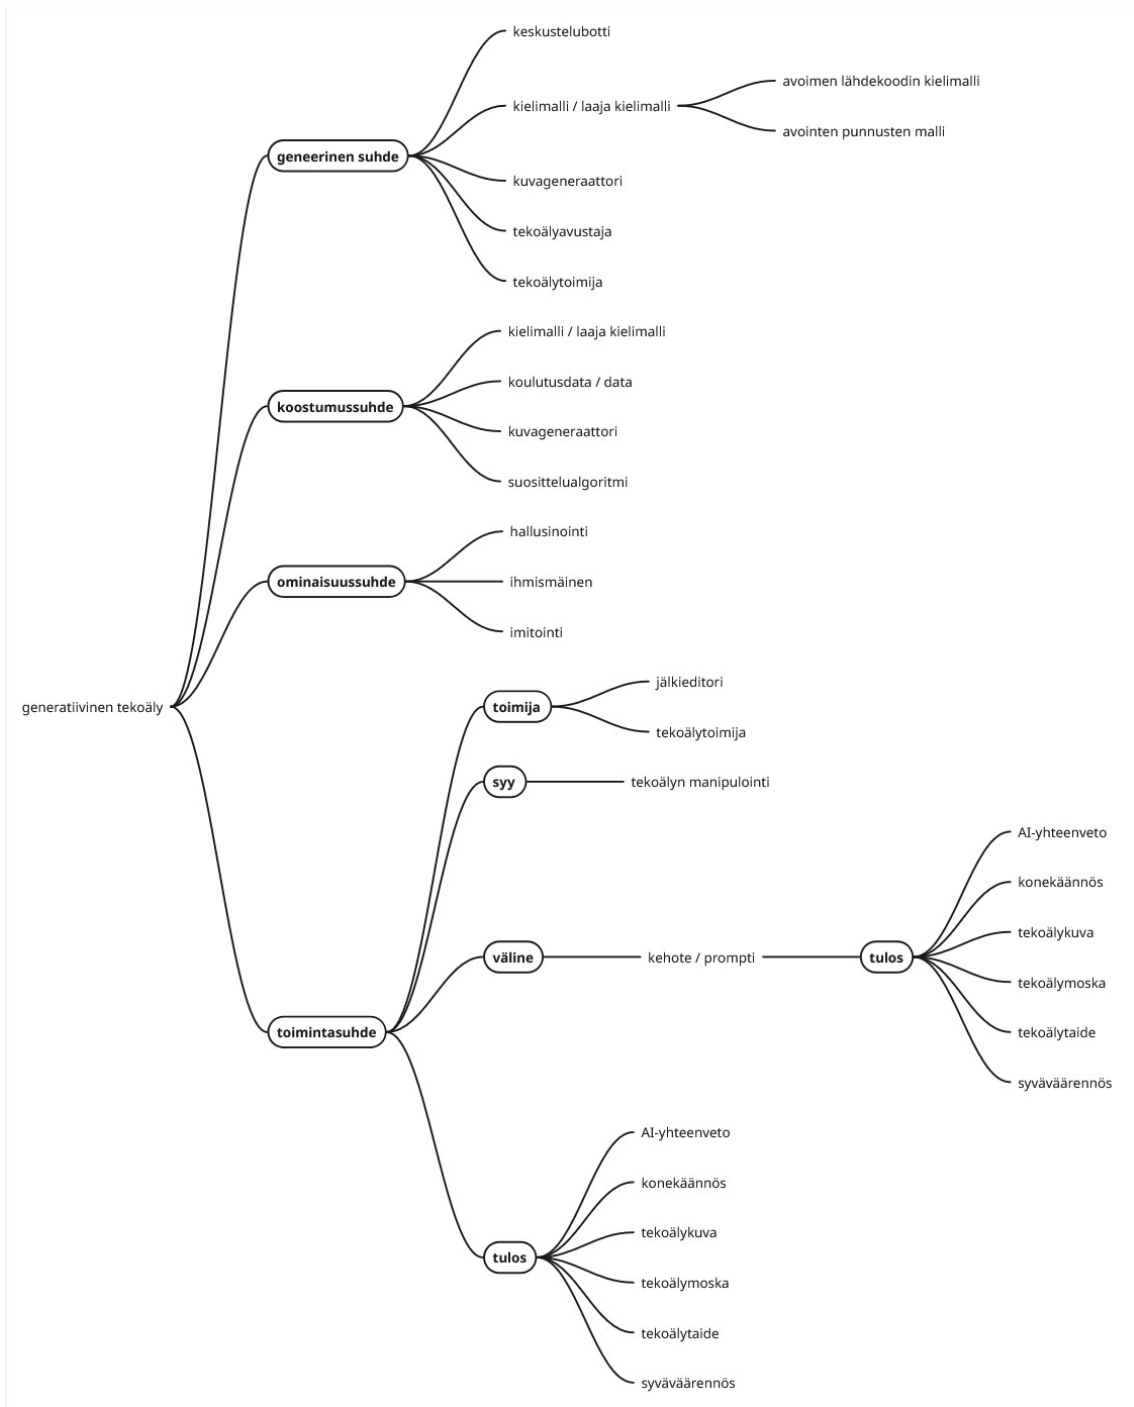 keskustelubotti
avoimen lähdekoodin kielimalli
kielimalli / laaja kielimalli
avointen punnusten malli
geneerinen suhde
kuvageneraattori
tekoälyavustaja
tekoälytoimija
kielimalli / laaja kielimalli
koulutusdata / data
koostumussuhde
kuvageneraattori
suosittelualgoritmi
hallusinointi
ominaisuussuhde
ihmismäinen
imitointi
generatiivinen tekoäly
jälkieditori
toimija
tekoälytoimija
syy
tekoälyn manipulointi
AI-yhteenveto
konekäännös
tekoälykuva
väline
kehote / prompti
tulos
tekoälymoska
tekoälytaide
toimintasuhde
syväväärennös
AI-yhteenveto
konekäännös
tekoälykuva
tulos
tekoälymoska
tekoälytaide
syväväärennös